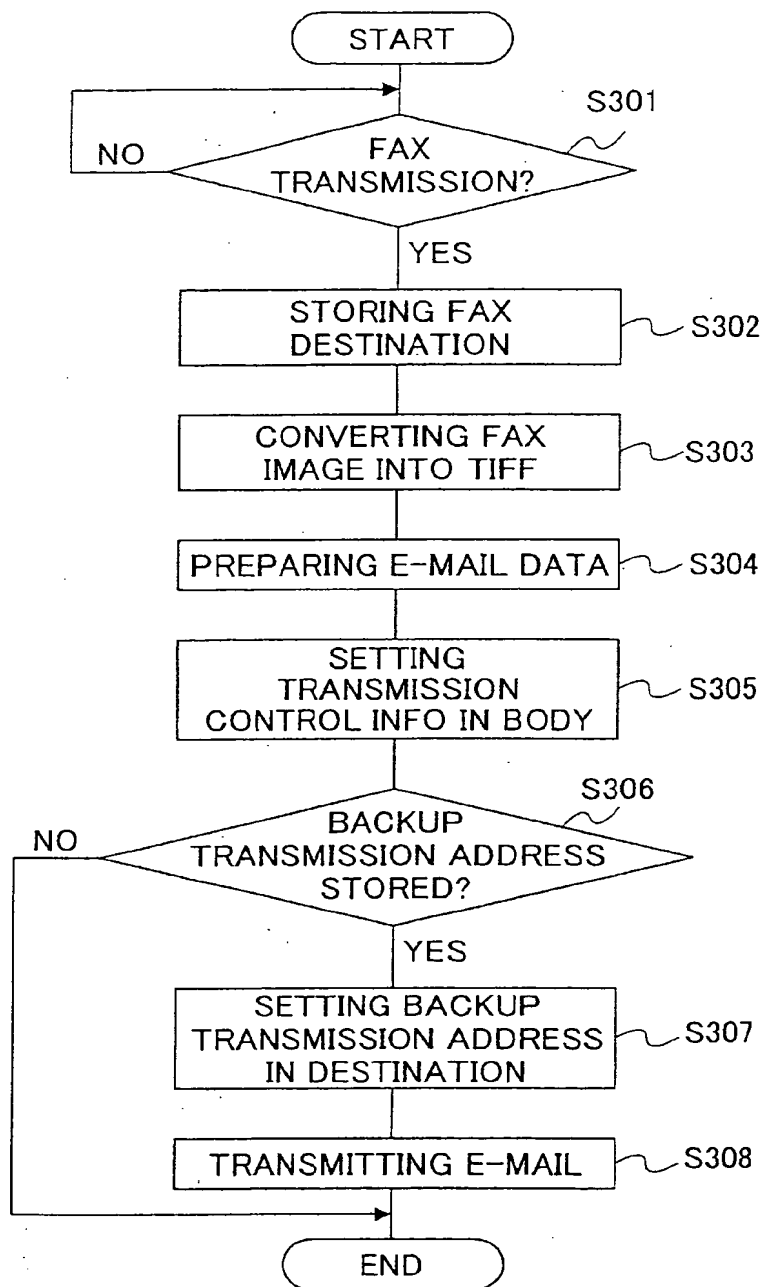 START
S301
NO
FAX
TRANSMISSION?
YES
STORING FAX
DESTINATION
S302
CONVERTING FAX
IMAGE INTO TIFF
S303
PREPARING E-MAIL DATA
S304
SETTING
TRANSMISSION
CONTROL INFO IN BODY
S305
S306
NO
BACKUP
TRANSMISSION ADDRESS
STORED?
YES
SETTING BACKUP
TRANSMISSION ADDRESS
IN DESTINATION
S307
TRANSMITTING E-MAIL
S308
END